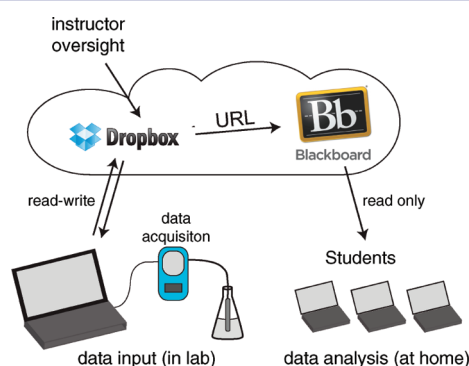 instructor
oversight
Dropbox
URL
Bb
Blackboard
read-write
read only
data
acquisiton
Students
data input (in lab)
data analysis (at home)